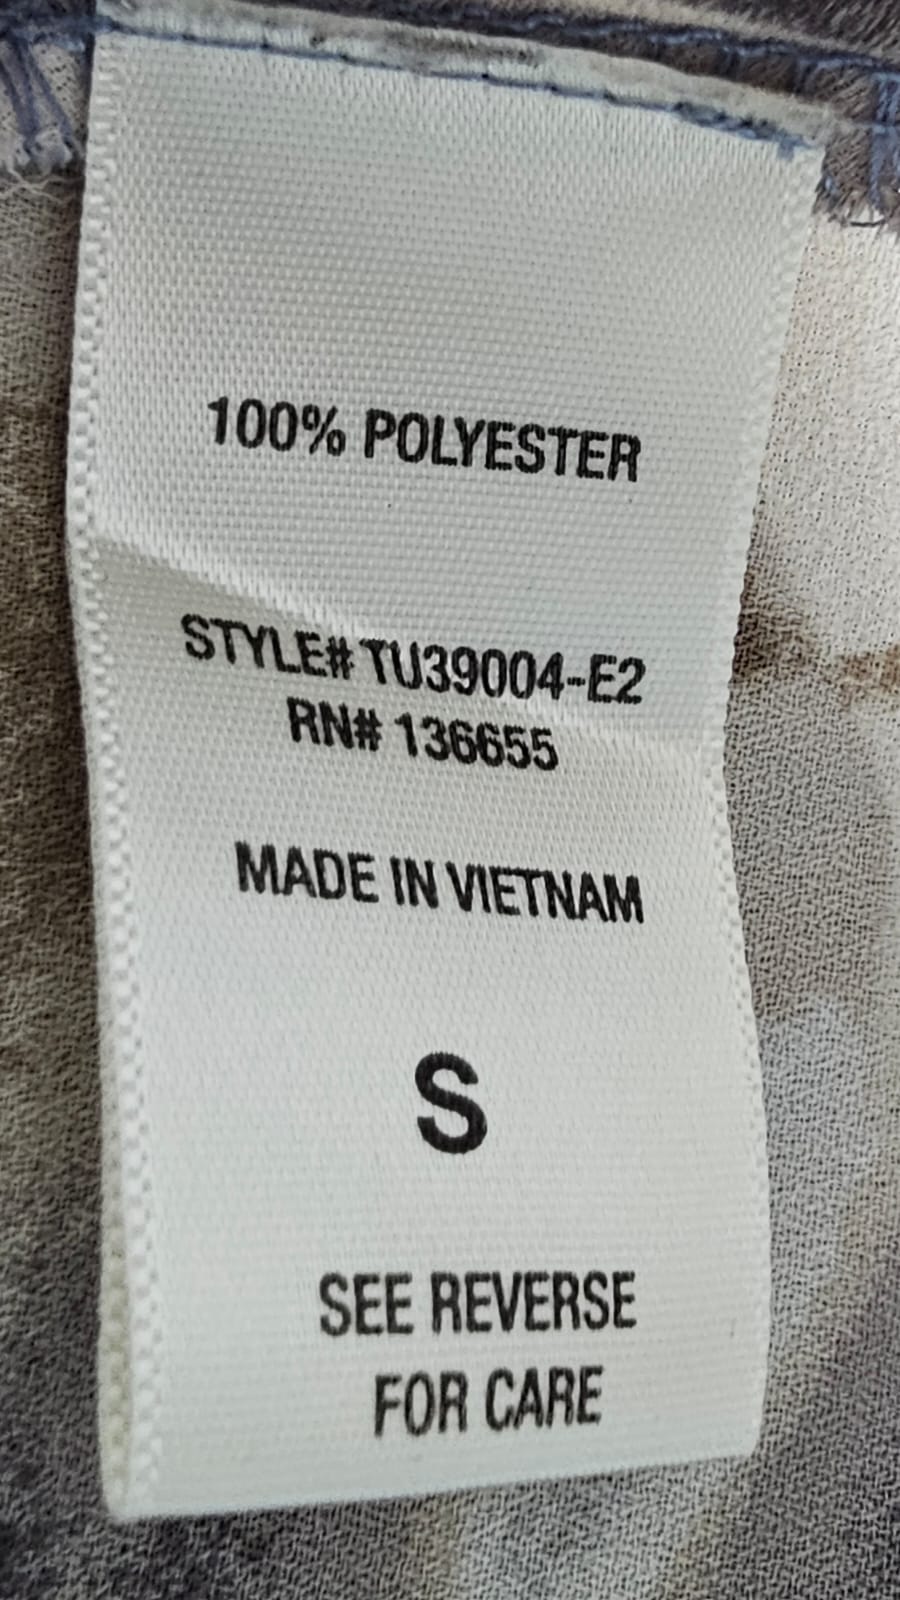 100% POLYESTER
STYLE# TU39004-E2
RN# 136655
MADE IN VIETNAM
S
SEE REVERSE
FOR CARE